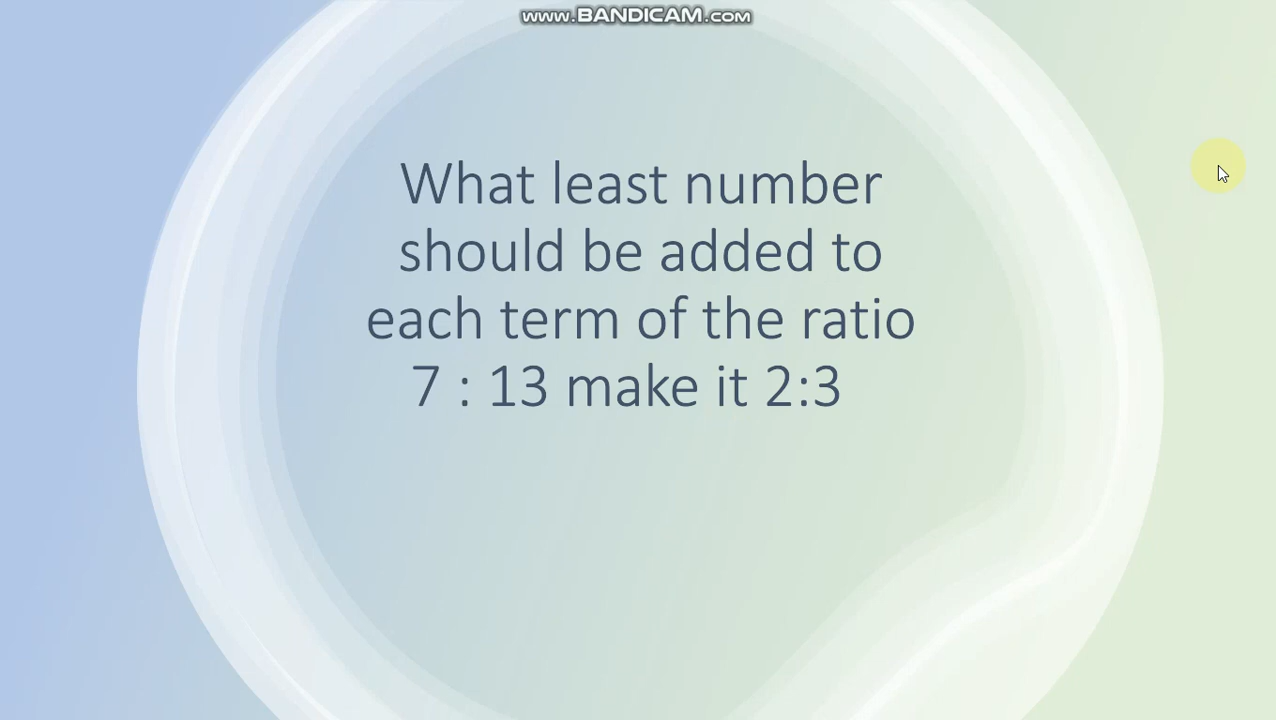 www.BANDICAM.com
What least number
should be added to
each term of the ratio
7 : 13 make it 2:3